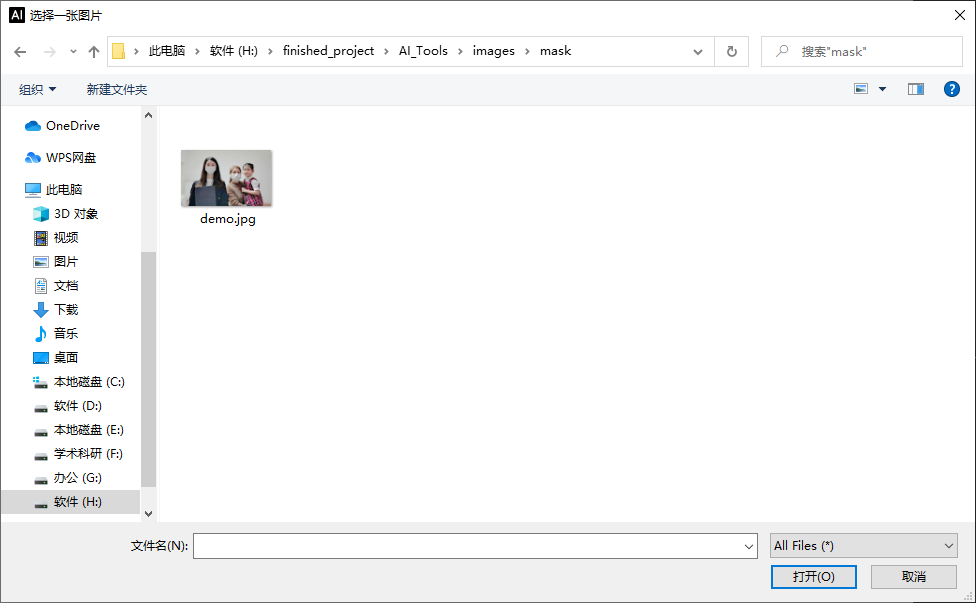 AI 选择一张图片
此电脑 软件 (H:) finished_project AI_Tools images mask
搜索"mask"
组织 新建文件夹
?
OneDrive
WPS网盘
此电脑
3D 对象
视频
图片
文档
下载
音乐
桌面
本地磁盘 (C:)
软件 (D:)
本地磁盘 (E:)
学术科研 (F:)
办公 (G:)
软件 (H:)
demo.jpg
文件名(N):
All Files (*)
打开(O) 取消